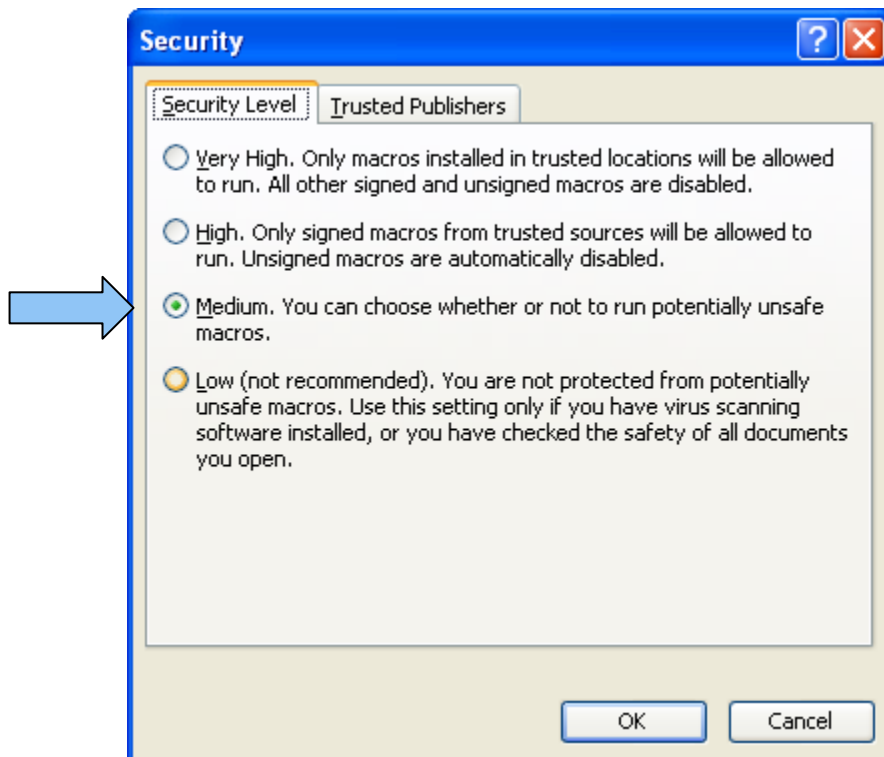 Security
Security Level Trusted Publishers
Very High. Only macros installed in trusted locations will be allowed
to run. All other signed and unsigned macros are disabled.
High. Only signed macros from trusted sources will be allowed to
run. Unsigned macros are automatically disabled.
Medium. You can choose whether or not to run potentially unsafe
macros.
Low (not recommended). You are not protected from potentially
unsafe macros. Use this setting only if you have virus scanning
software installed, or you have checked the safety of all documents
you open.
OK Cancel